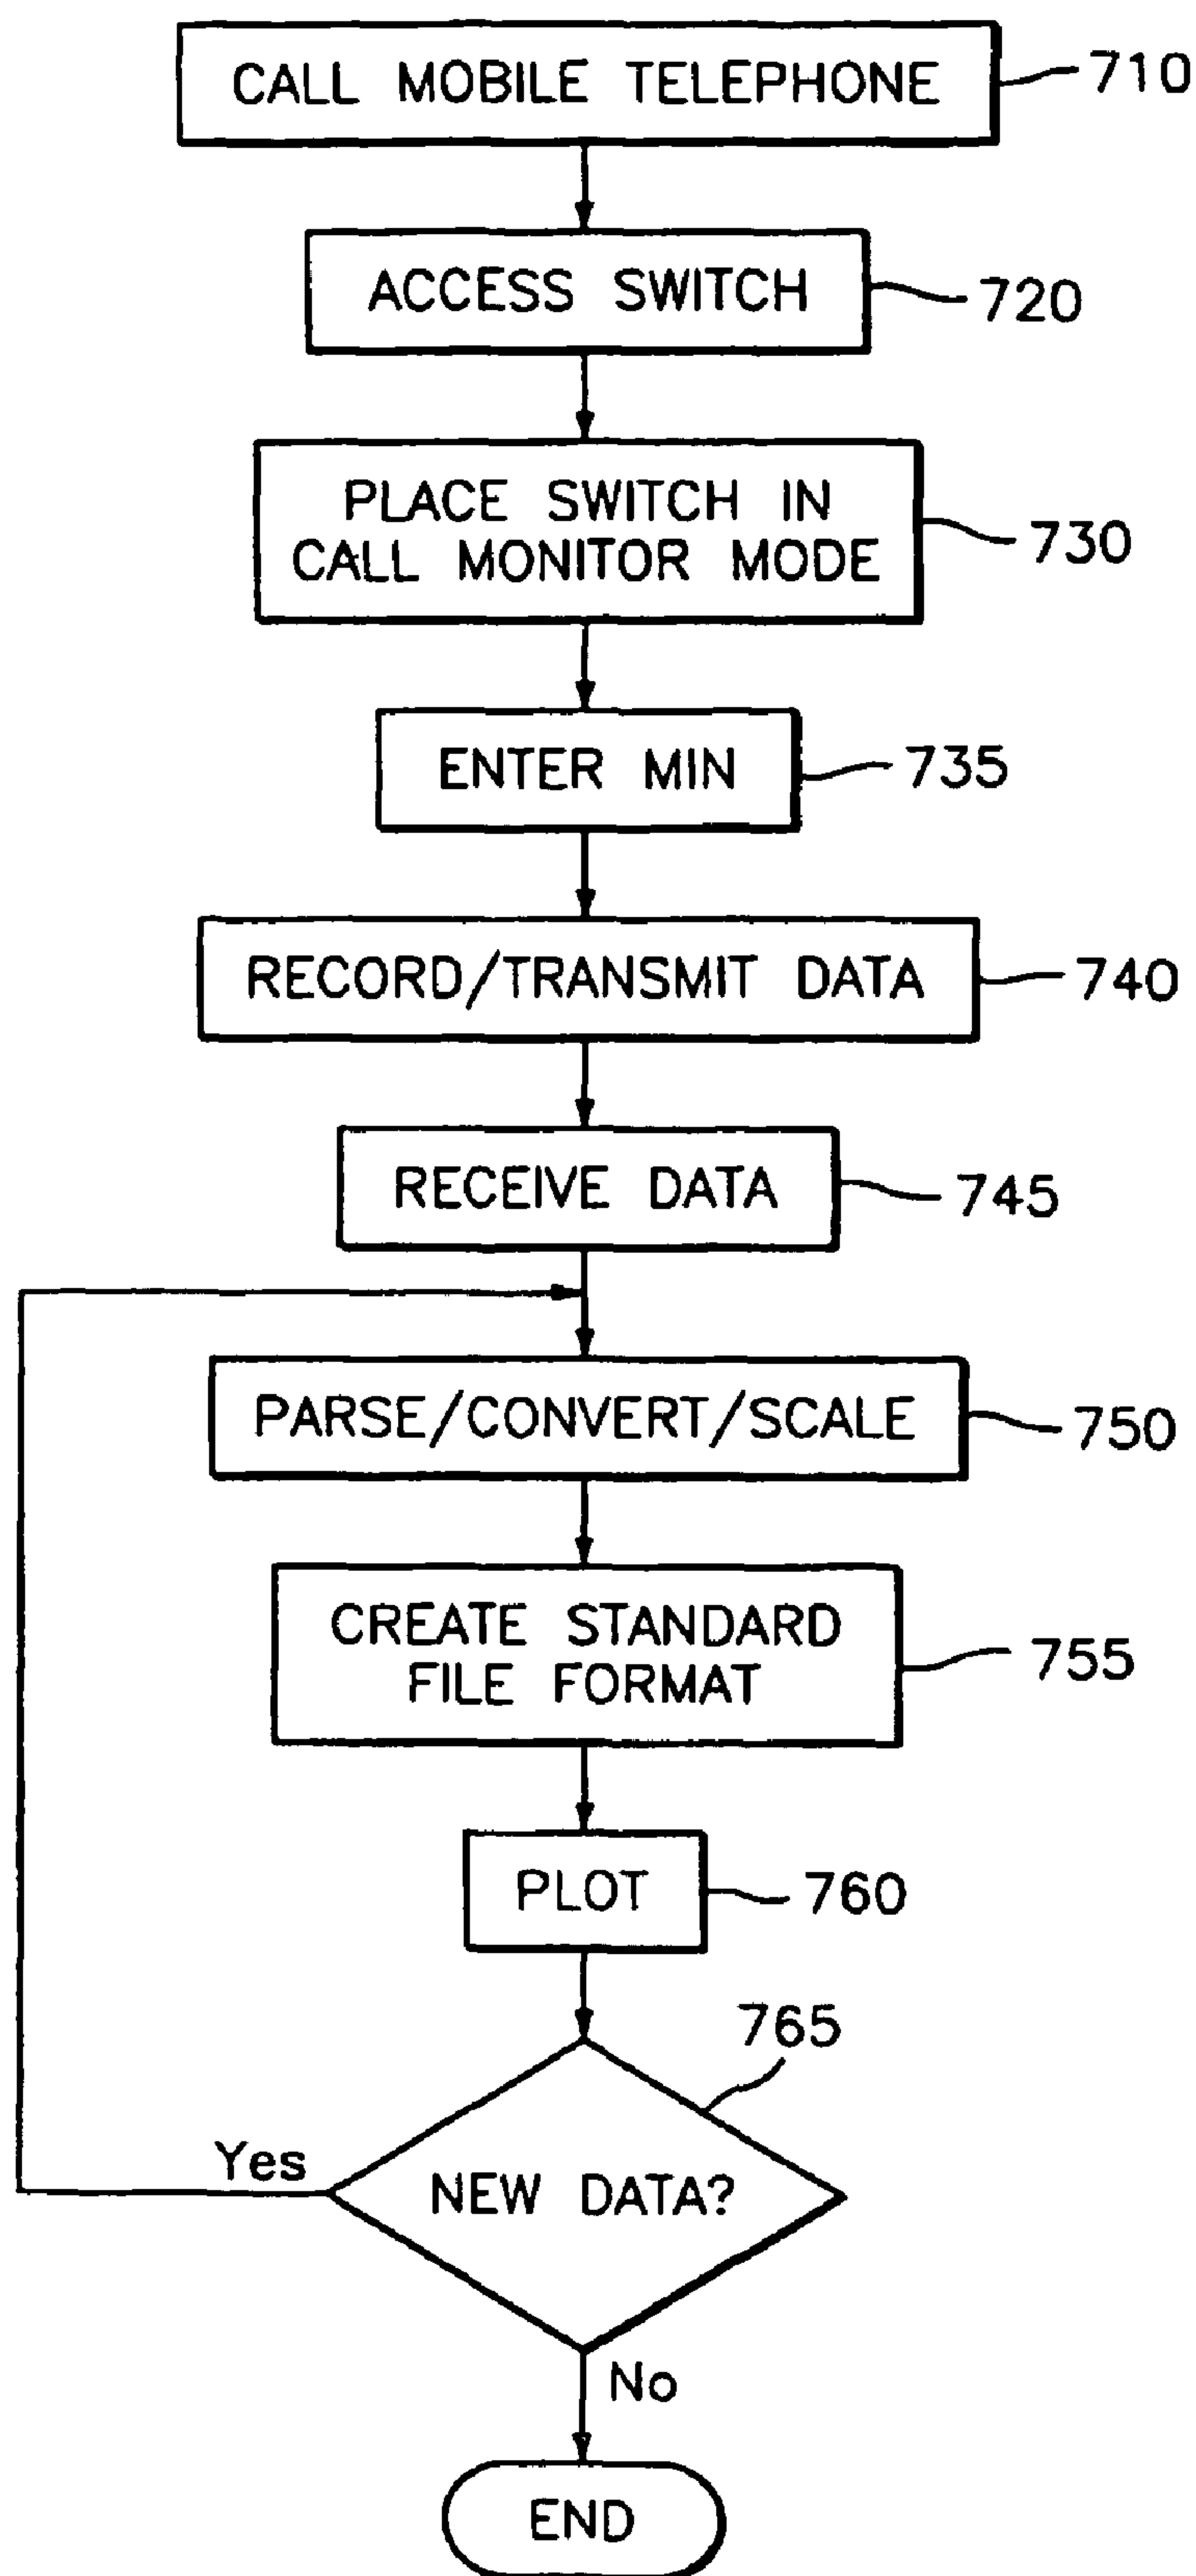 CALL MOBILE TELEPHONE
710
ACCESS SWITCH
720
PLACE SWITCH IN
CALL MONITOR MODE
730
ENTER MIN
735
RECORD/TRANSMIT DATA
740
RECEIVE DATA
745
PARSE/CONVERT/SCALE
750
CREATE STANDARD
FILE FORMAT
755
PLOT
760
765
NEW DATA?
Yes
No
END